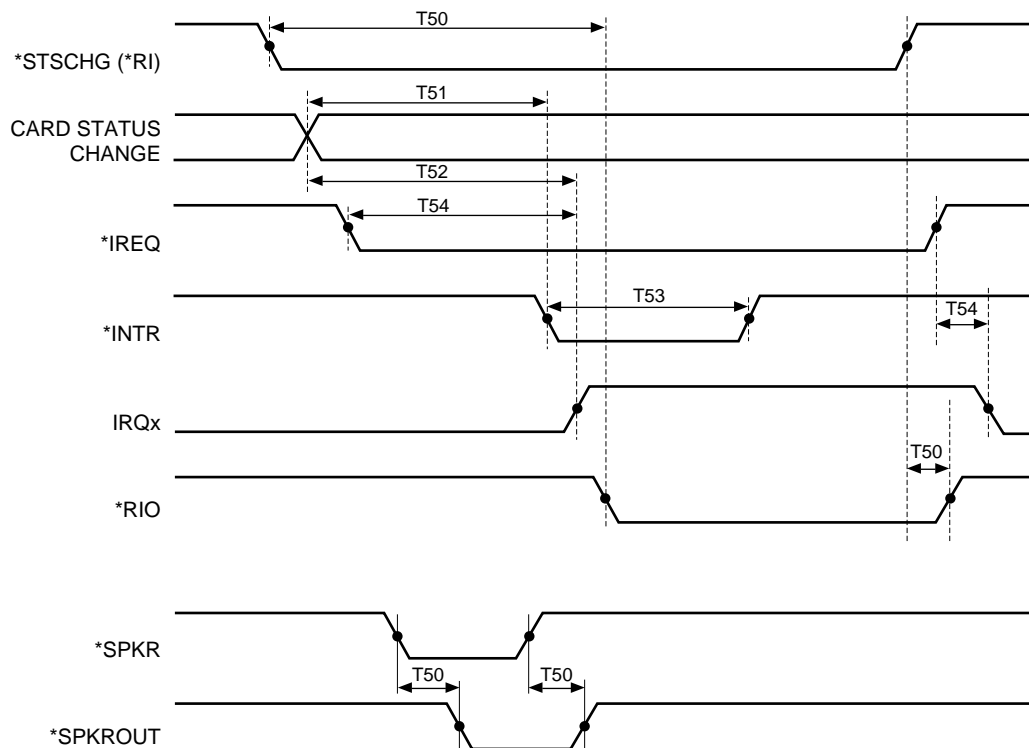 T50
*STSCHG (*RI)
T51
CARD STATUS
CHANGE
T52
T54
*IREQ
T53
T54
*INTR
IRQx
T50
*RIO
*SPKR
T50
T50
*SPKROUT